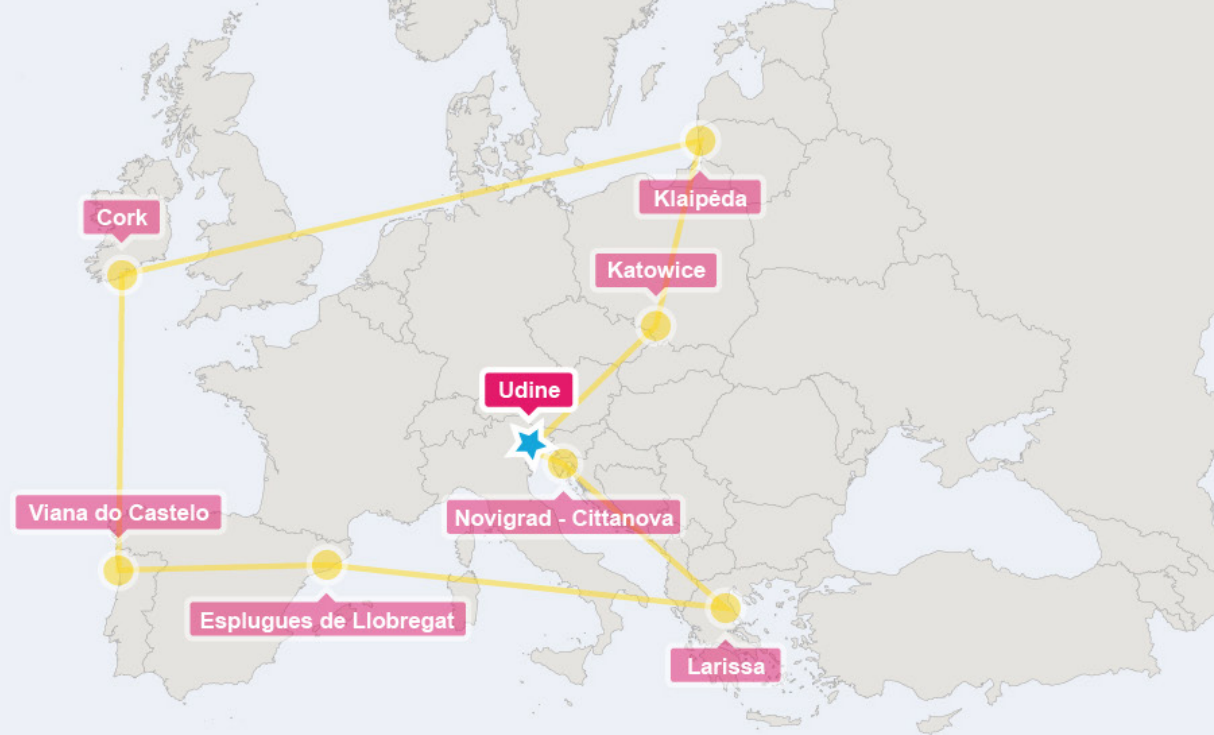 Cork
Klaipėda
Katowice
Udine
Viana do Castelo
Novigrad - Cittanova
Esplugues de Llobregat
Larissa